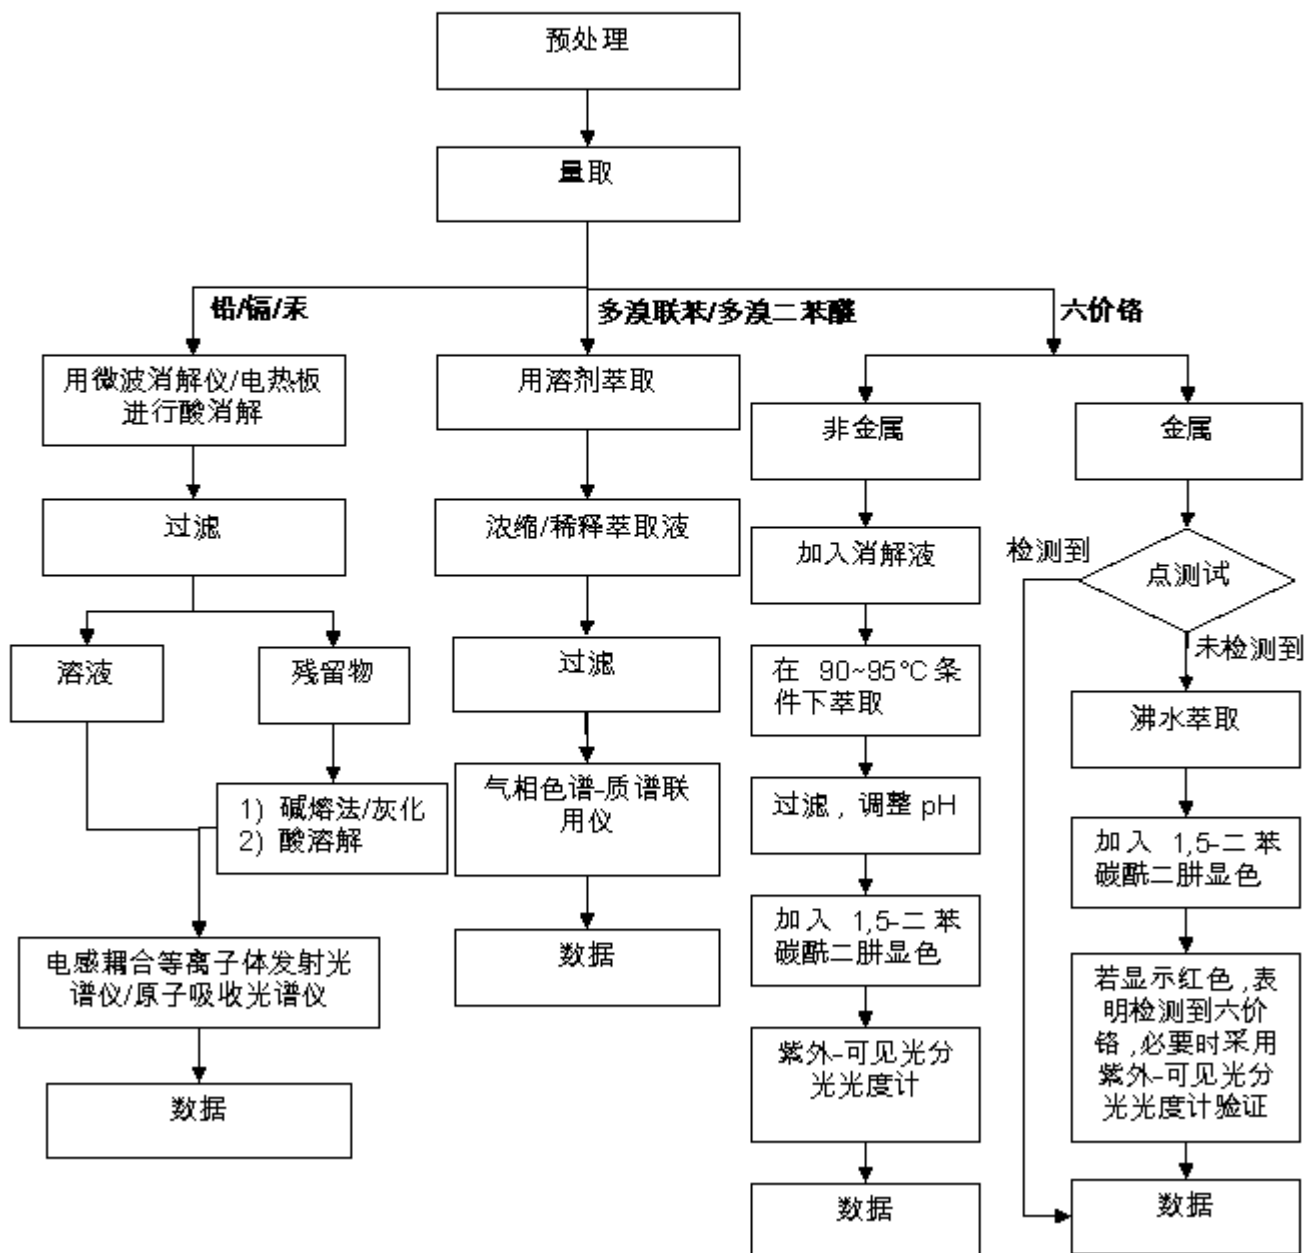 预处理
量取
铅/镉/汞
多溴联苯/多溴二苯醚
六价铬
用微波消解仪/电热板
进行酸消解
过滤
溶液
残留物
1) 碱熔法/灰化
2) 酸溶解
电感耦合等离子体发射光
谱仪/原子吸收光谱仪
数据
用溶剂萃取
浓缩/稀释萃取液
过滤
气相色谱-质谱联
用仪
数据
非金属
加入消解液
在 90~95°C 条
件下萃取
过滤，调整 pH
加入 1,5-二苯
碳酰二肼显色
紫外-可见光分
光光度计
数据
金属
点测试
检测到
未检测到
沸水萃取
加入 1,5-二苯
碳酰二肼显色
若显示红色,表
明检测到六价
铬,必要时采用
紫外-可见光分
光光度计验证
数据